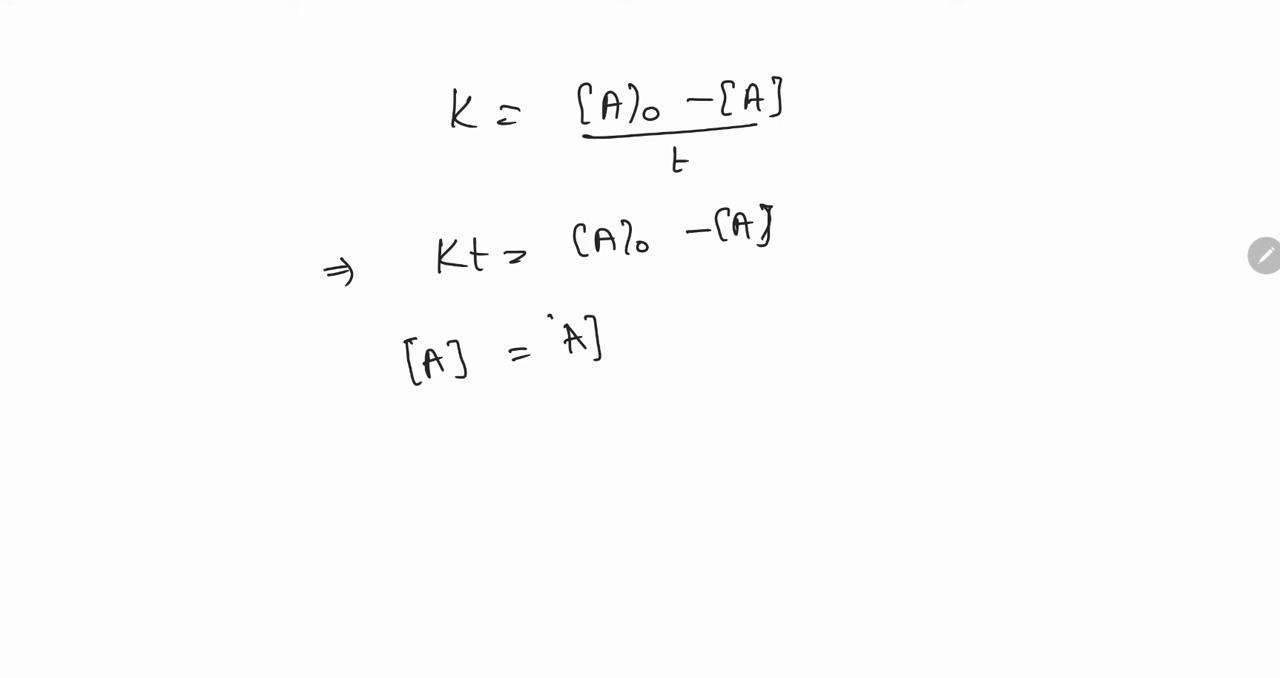 K = [A)₀ - [A] / t
⇒ Kt = [A]₀ - [A]
[A] = A]